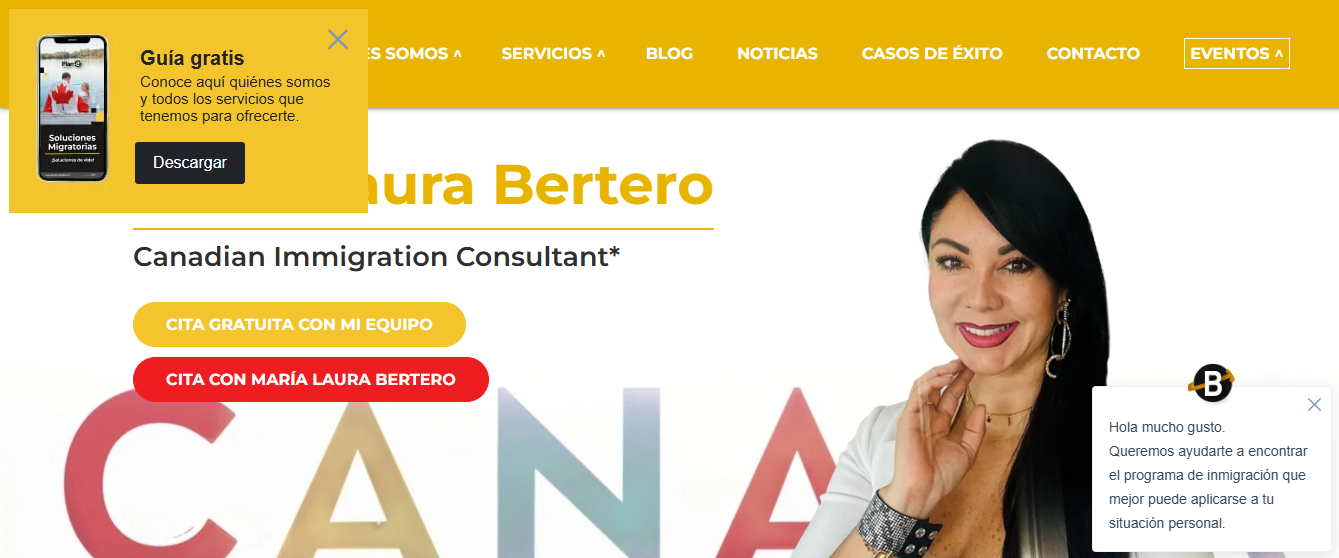 Guía gratis
Conoce aquí quiénes somos
y todos los servicios que
tenemos para ofrecerte.
Descargar
Soluciones
Migratorias
¡Soluciones de vida!
ES SOMOS ^
SERVICIOS ^
BLOG
NOTICIAS
CASOS DE ÉXITO
CONTACTO
EVENTOS ^
aura Bertero
Canadian Immigration Consultant*
CITA GRATUITA CON MI EQUIPO
CITA CON MARÍA LAURA BERTERO
CANA
B
Hola mucho gusto.
Queremos ayudarte a encontrar
el programa de inmigración que
mejor puede aplicarse a tu
situación personal.